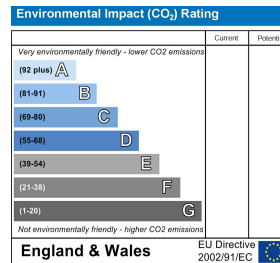 Environmental Impact (CO₂) Rating
Current Potenti
Very environmentally friendly - lower CO2 emissions
(92 plus) A
(81-91) B
(69-80) C
(55-68) D
(39-54) E
(21-38) F
(1-20) G
Not environmentally friendly - higher CO2 emissions
England & Wales
EU Directive
2002/91/EC